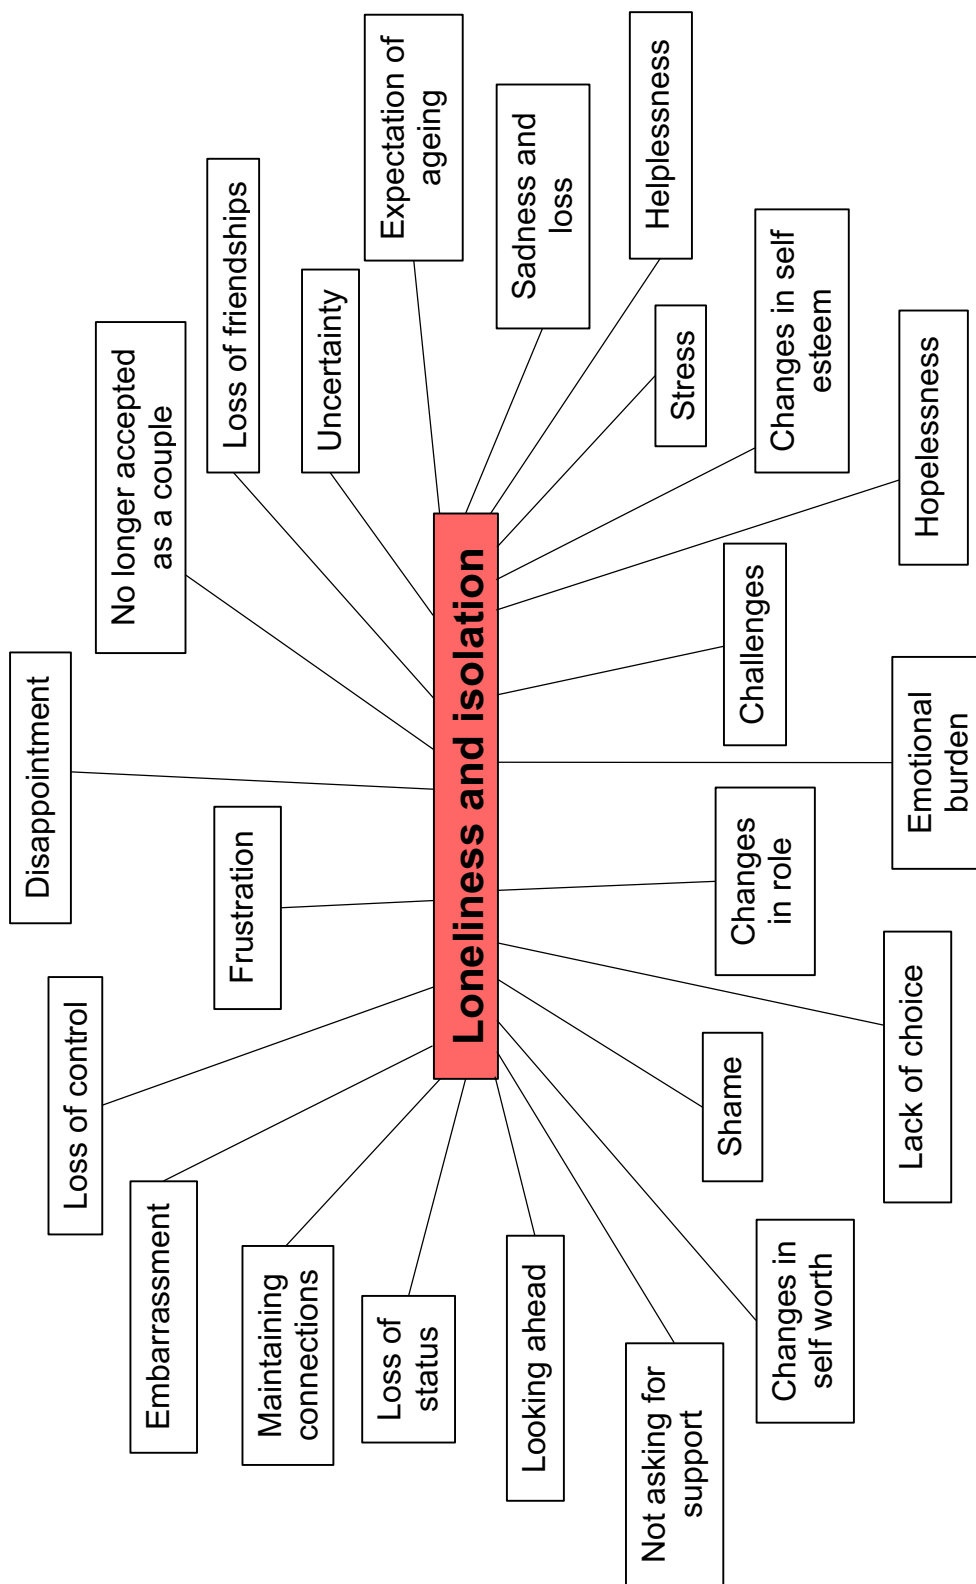 Disappointment
Loss of control
No longer accepted
as a couple
Embarrassment
Frustration
Loss of friendships
Maintaining
connections
Uncertainty
Loss of
status
Expectation of
ageing
Loneliness and isolation
Looking ahead
Sadness and
loss
Not asking for
support
Helplessness
Stress
Shame
Changes
in role
Challenges
Changes in
self worth
Changes in self
esteem
Lack of choice
Emotional
burden
Hopelessness